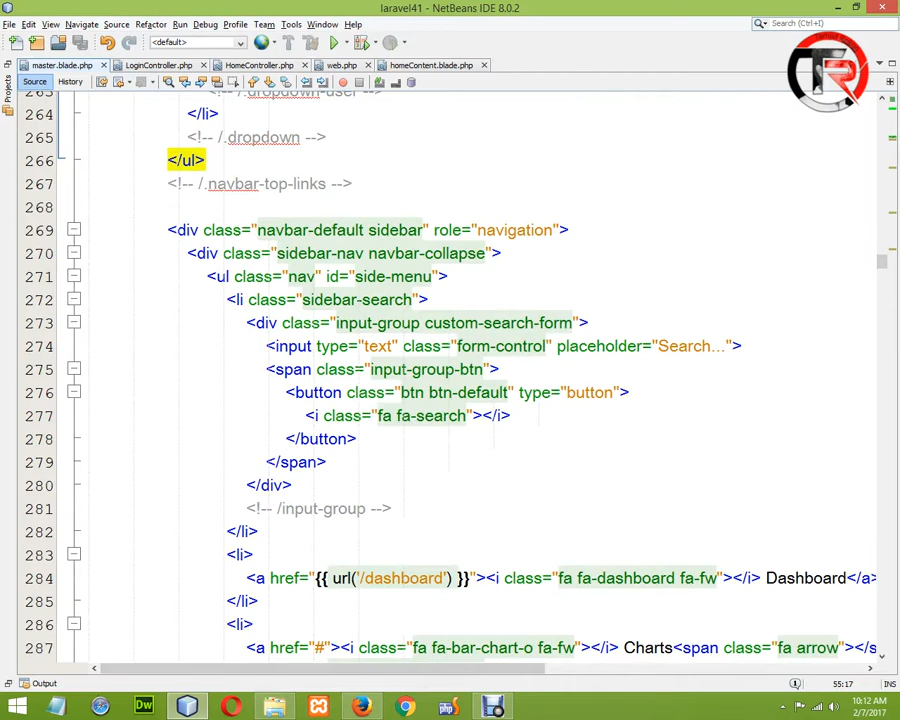 laravel41 - NetBeans IDE 8.0.2
File Edit View Navigate Source Refactor Run Debug Profile Team Tools Window Help
<default>
Search (Ctrl+I)
master.blade.php LoginController.php HomeController.php web.php homeContent.blade.php
Source History
Projects
TR
263 <!-- /.dropdown-user -->
264 </li>
265 <!-- /.dropdown -->
266 </ul>
267 <!-- /.navbar-top-links -->
268
269 <div class="navbar-default sidebar" role="navigation">
270 <div class="sidebar-nav navbar-collapse">
271 <ul class="nav" id="side-menu">
272 <li class="sidebar-search">
273 <div class="input-group custom-search-form">
274 <input type="text" class="form-control" placeholder="Search...">
275 <span class="input-group-btn">
276 <button class="btn btn-default" type="button">
277 <i class="fa fa-search"></i>
278 </button>
279 </span>
280 </div>
281 <!-- /input-group -->
282 </li>
283 <li>
284 <a href="{{ url('/dashboard') }}"><i class="fa fa-dashboard fa-fw"></i> Dashboard</a>
285 </li>
286 <li>
287 <a href="#"><i class="fa fa-bar-chart-o fa-fw"></i> Charts<span class="fa arrow"></s
Output
55:17 INS
Dw
php
10:12 AM
2/7/2017